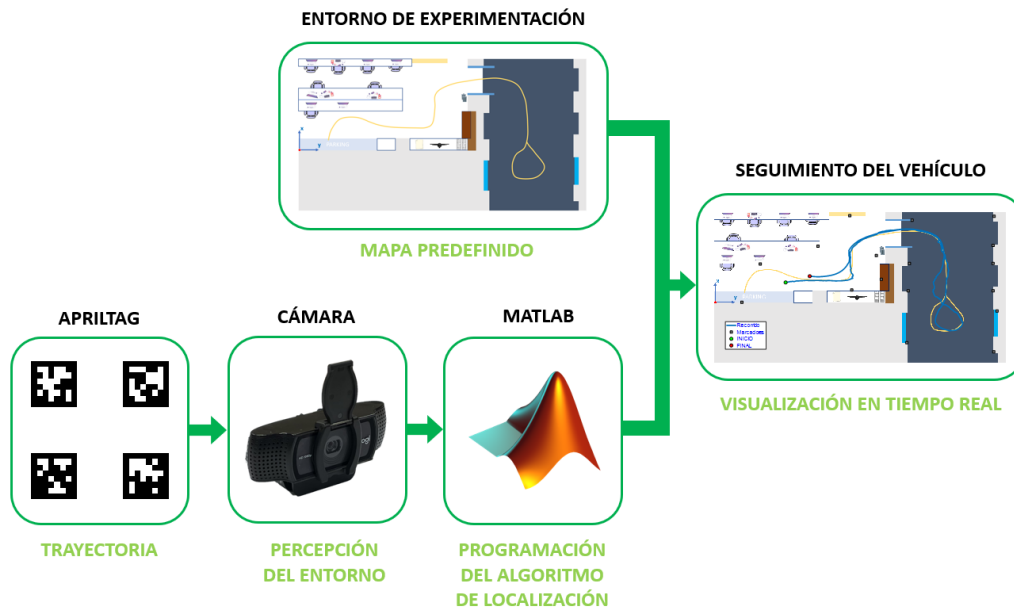 ENTORNO DE EXPERIMENTACIÓN
x
y
MAPA PREDEFINIDO
SEGUIMIENTO DEL VEHÍCULO
x
y
Recorrido
Marcadores
INICIO
FINAL
VISUALIZACIÓN EN TIEMPO REAL
APRILTAG
CÁMARA
MATLAB
logi
TRAYECTORIA
PERCEPCIÓN
DEL ENTORNO
PROGRAMACIÓN
DEL ALGORITMO
DE LOCALIZACIÓN